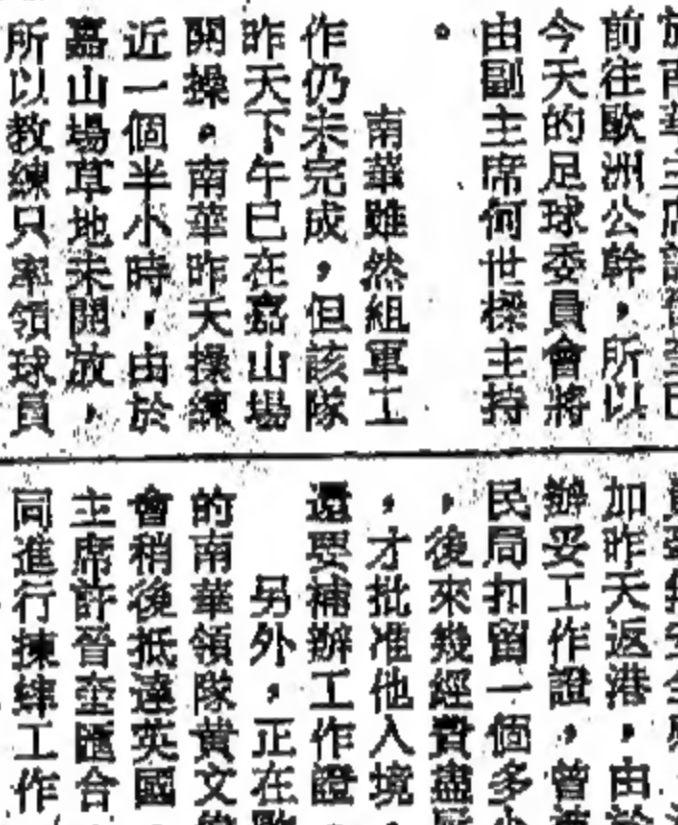 前往歐洲公幹，所以
今天的足球委員會將
由副主席何世櫟主持
。
南華雖然組軍工
作仍未完成，但該隊
昨天下午已在嘉山場
開操。南華昨天操練
近一個半小時，由於
嘉山場草地未開放，
所以教練只率領球員
加昨天返港，由於
辦妥工作證，曾
民局扣留一個多小
，後來幾經費盡
，才批准他入境，
還要補辦工作證，
另外，正在歐
的南華領隊黃文
會稍後抵達英國，
主席許晉奎匯合，
同進行揀綘工作